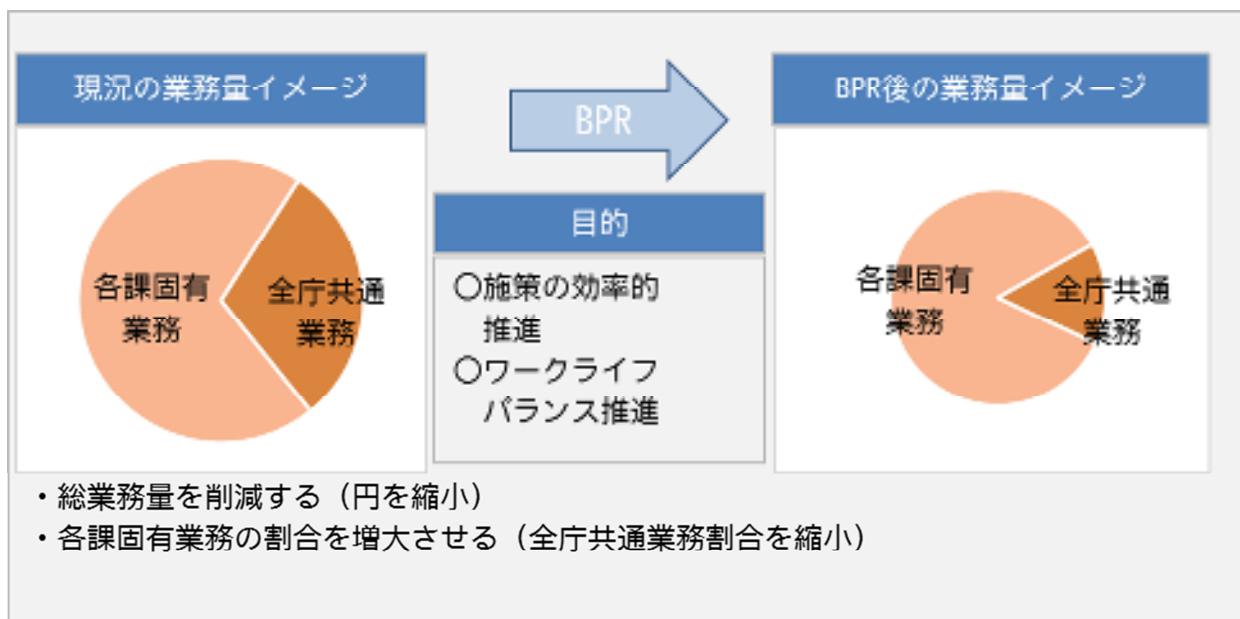 現況の業務量イメージ
各課固有
業務
全庁共通
業務
BPR
目的
○施策の効率的
推進
○ワークライフ
バランス推進
BPR後の業務量イメージ
各課固有
業務
全庁共通
業務
・総業務量を削減する（円を縮小）
・各課固有業務の割合を増大させる（全庁共通業務割合を縮小）